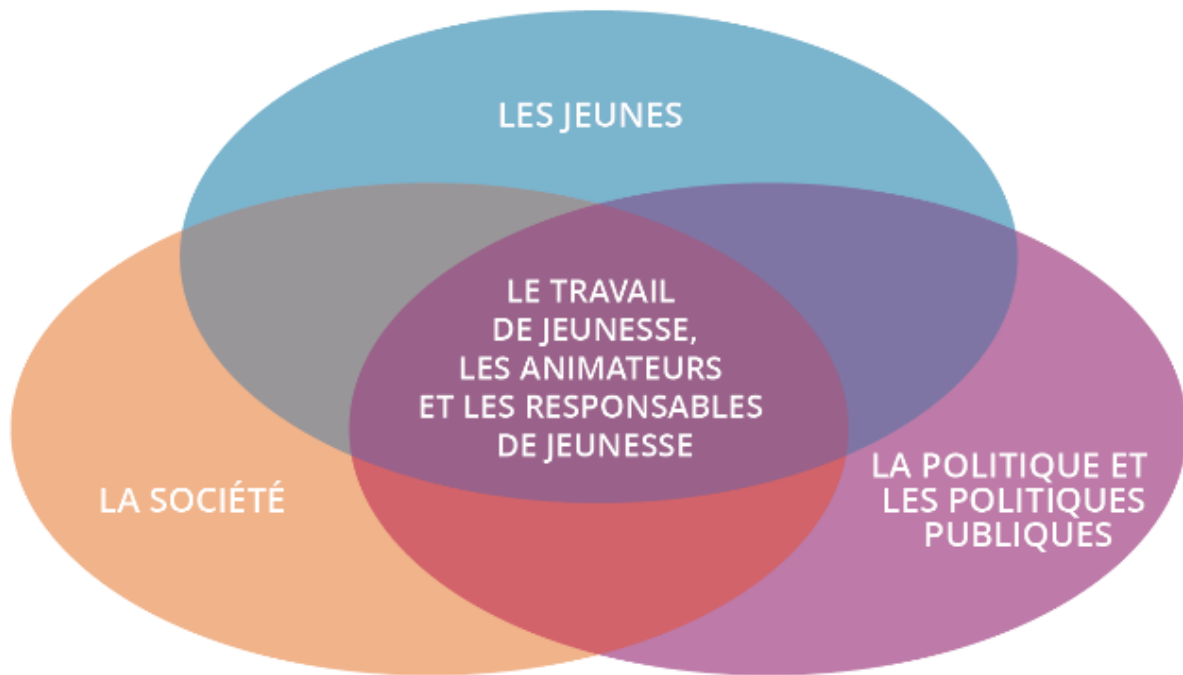 LES JEUNES
LE TRAVAIL
DE JEUNESSE,
LES ANIMATEURS
ET LES RESPONSABLES
DE JEUNESSE
LA SOCIÉTÉ
LA POLITIQUE ET
LES POLITIQUES
PUBLIQUES